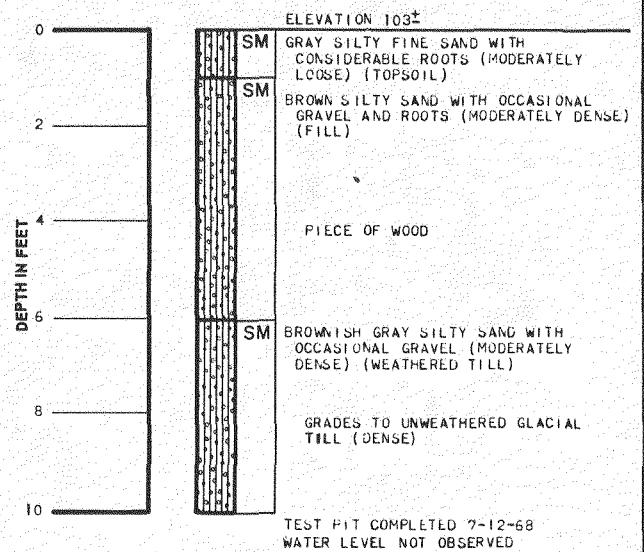 ELEVATION 103±
0
SM
GRAY SILTY FINE SAND WITH
CONSIDERABLE ROOTS (MODERATELY
LOOSE) (TOPSOIL)
SM
BROWN SILTY SAND WITH OCCASIONAL
GRAVEL AND ROOTS (MODERATELY DENSE)
(FILL)
2
4
PIECE OF WOOD
DEPTH IN FEET
6
SM
BROWNISH GRAY SILTY SAND WITH
OCCASIONAL GRAVEL (MODERATELY
DENSE) (WEATHERED TILL)
8
GRADES TO UNWEATHERED GLACIAL
TILL (DENSE)
10
TEST PIT COMPLETED 7-12-68
WATER LEVEL NOT OBSERVED